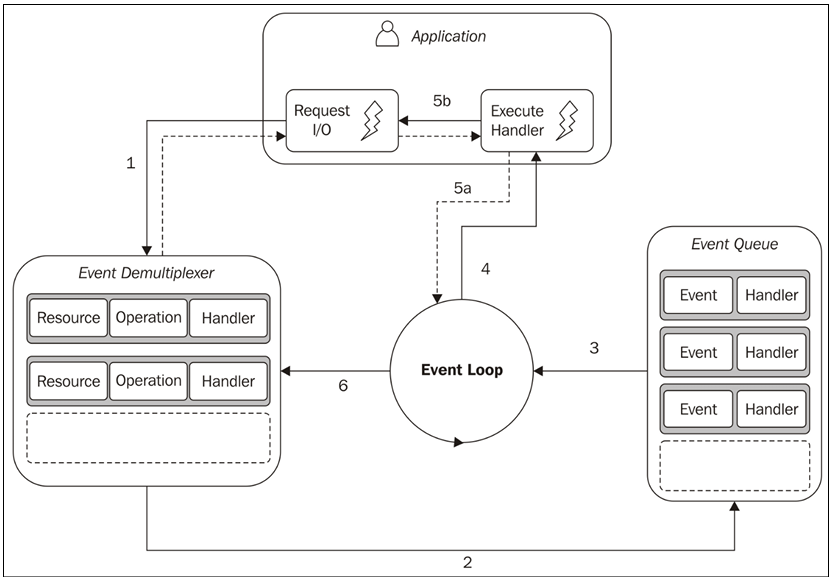 Application
Request
I/O
5b
Execute
Handler
1
5a
4
Event Demultiplexer
Resource Operation Handler
Resource Operation Handler
Event Loop
6
3
Event Queue
Event Handler
Event Handler
Event Handler
2